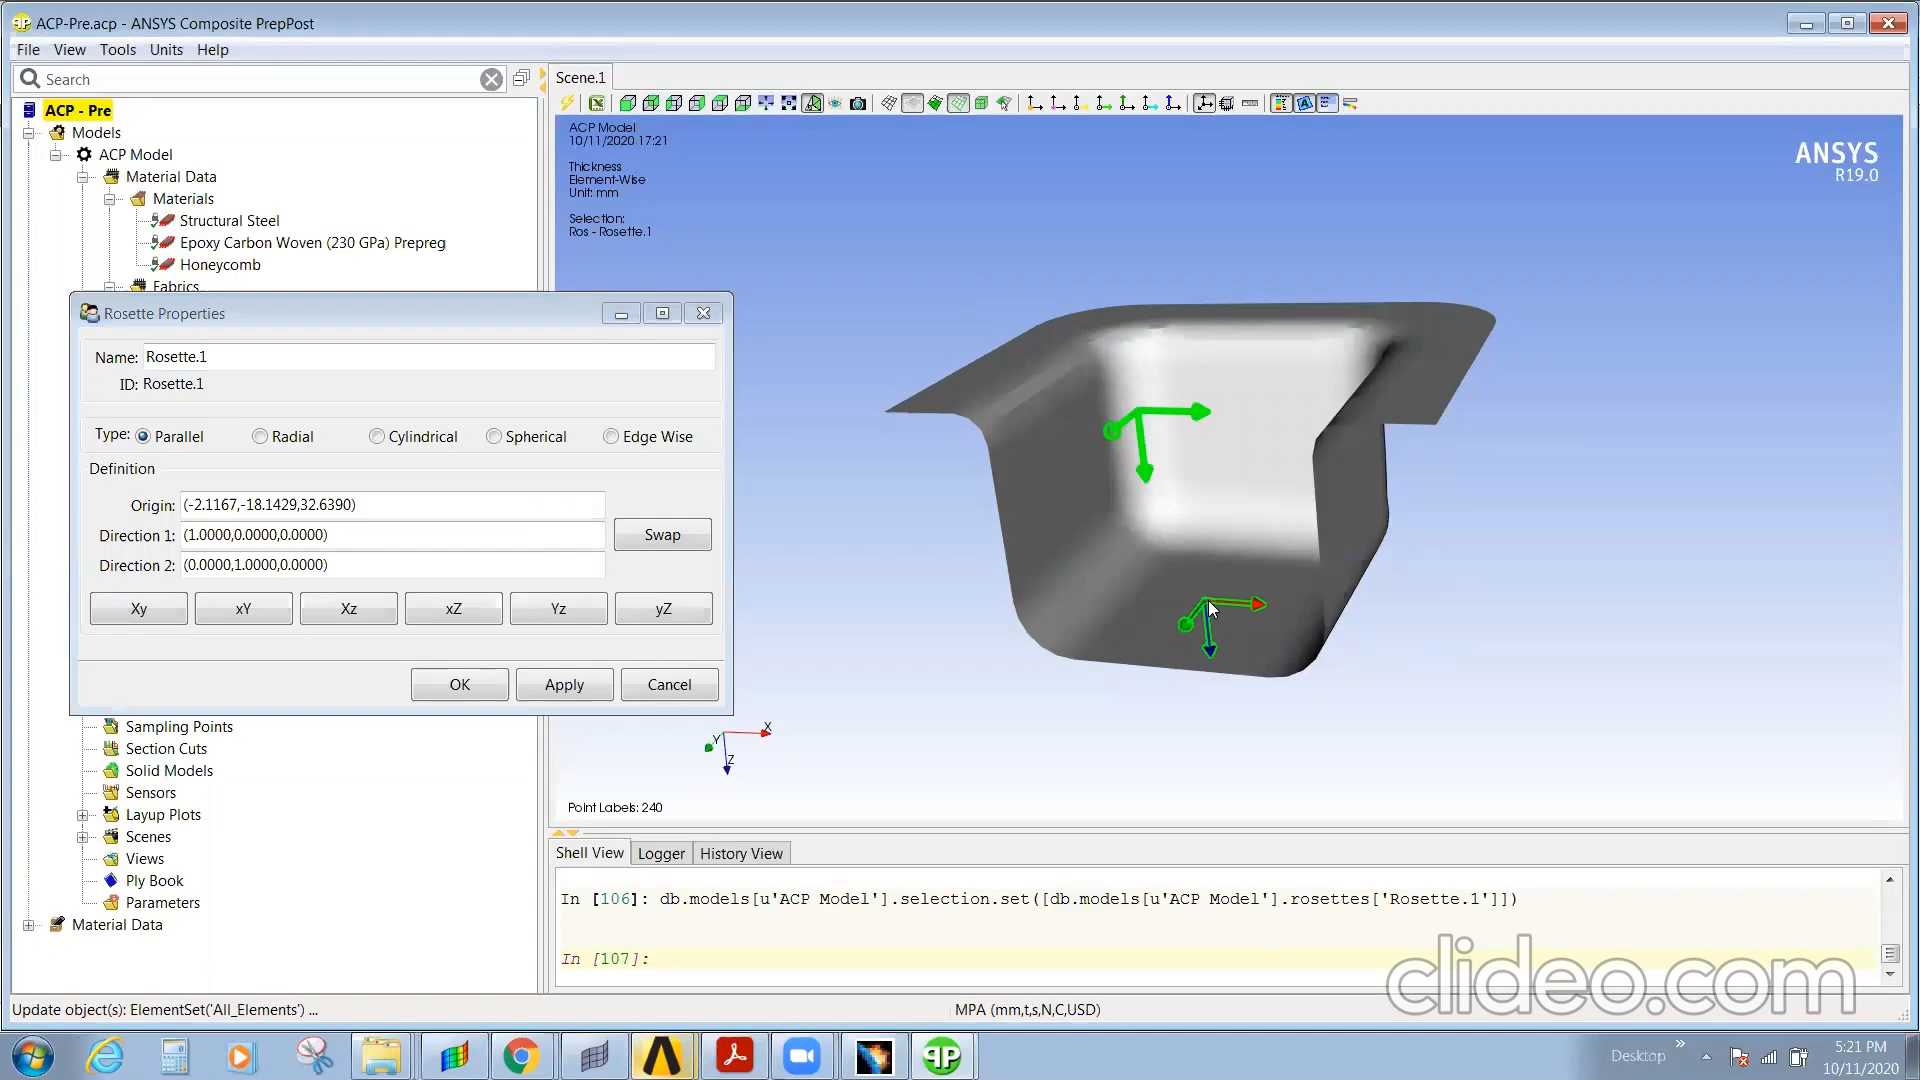 ACP-Pre.acp - ANSYS Composite PrepPost
File View Tools Units Help
Search
Scene.1
ACP - Pre
Models
ACP Model
Material Data
Materials
Structural Steel
Epoxy Carbon Woven (230 GPa) Prepreg
Honeycomb
Fabrics
Rosette Properties
Name: Rosette.1
ID: Rosette.1
Type: Parallel Radial Cylindrical Spherical Edge Wise
Definition
Origin: (-2.1167,-18.1429,32.6390)
Direction 1: (1.0000,0.0000,0.0000)
Swap
Direction 2: (0.0000,1.0000,0.0000)
Xy xY Xz xZ Yz yZ
OK Apply Cancel
Sampling Points
Section Cuts
Solid Models
Sensors
Layup Plots
Scenes
Views
Ply Book
Parameters
Material Data
ACP Model
10/11/2020 17:21
Thickness
Element-Wise
Unit: mm
Selection:
Ros - Rosette.1
ANSYS
R19.0
X
Y
Z
Point Labels: 240
Shell View Logger History View
In [106]: db.models[u'ACP Model'].selection.set([db.models[u'ACP Model'].rosettes['Rosette.1']])
In [107]:
clideo.com
Update object(s): ElementSet('All_Elements') ...
MPA (mm,t,s,N,C,USD)
Desktop
5:21 PM
10/11/2020